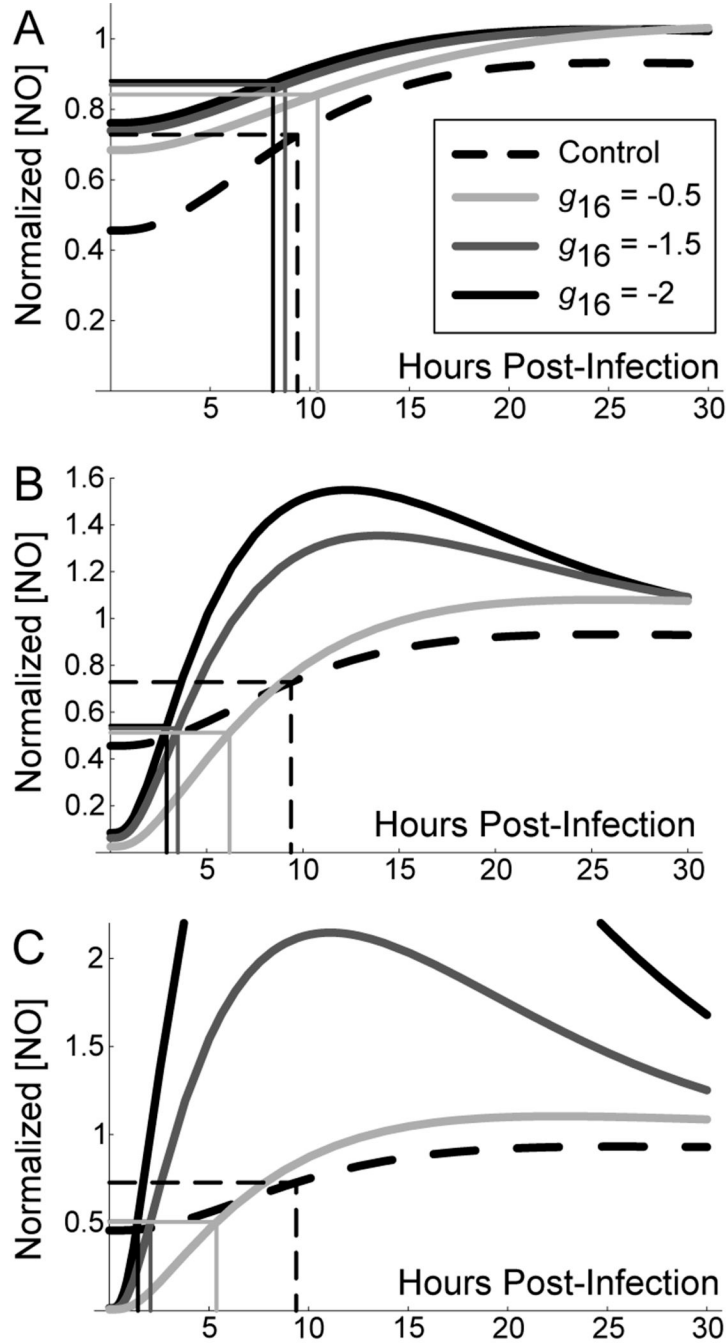 A
Normalized [NO]
1
0.8
0.6
0.4
0.2
Control
g16 = -0.5
g16 = -1.5
g16 = -2
Hours Post-Infection
5 10 15 20 25 30
B
Normalized [NO]
1.6
1.4
1.2
1
0.8
0.6
0.4
0.2
Hours Post-Infection
5 10 15 20 25 30
C
Normalized [NO]
2
1.5
1
0.5
Hours Post-Infection
5 10 15 20 25 30